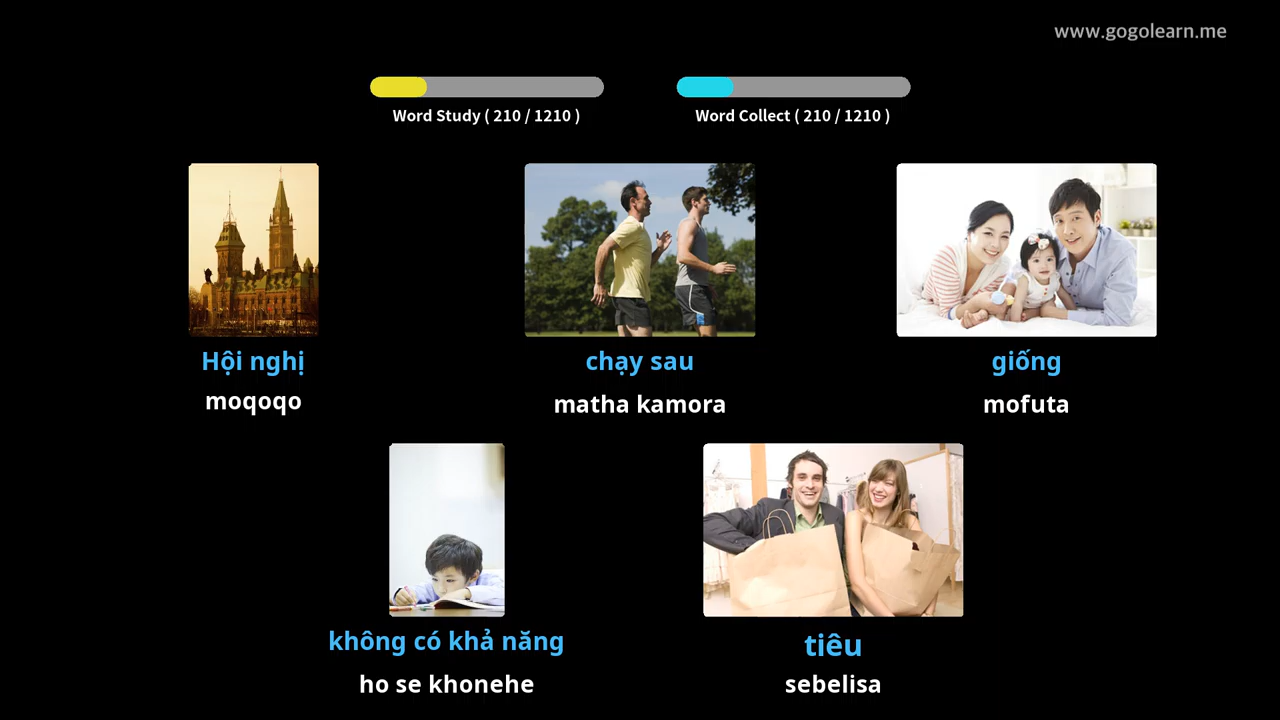 www.gogolearn.me
Word Study ( 210 / 1210 )
Word Collect ( 210 / 1210 )
Hội nghị
moqoqo
chạy sau
matha kamora
giống
mofuta
không có khả năng
ho se khonehe
tiêu
sebelisa